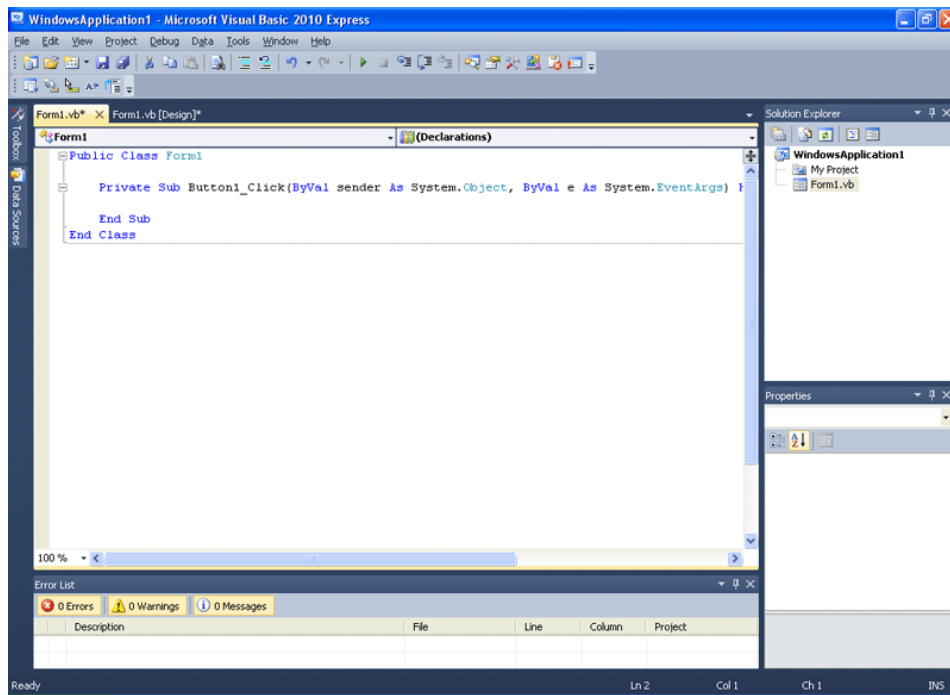 WindowsApplication1 - Microsoft Visual Basic 2010 Express
File Edit View Project Debug Data Tools Window Help
Form1.vb* Form1.vb [Design]*
Form1 (Declarations)
Public Class Form1
Private Sub Button1_Click(ByVal sender As System.Object, ByVal e As System.EventArgs)
End Sub
End Class
100 %
Toolbox
Data Sources
Solution Explorer
WindowsApplication1
My Project
Form1.vb
Properties
Error List
0 Errors 0 Warnings 0 Messages
Description File Line Column Project
Ready Ln 2 Col 1 Ch 1 INS